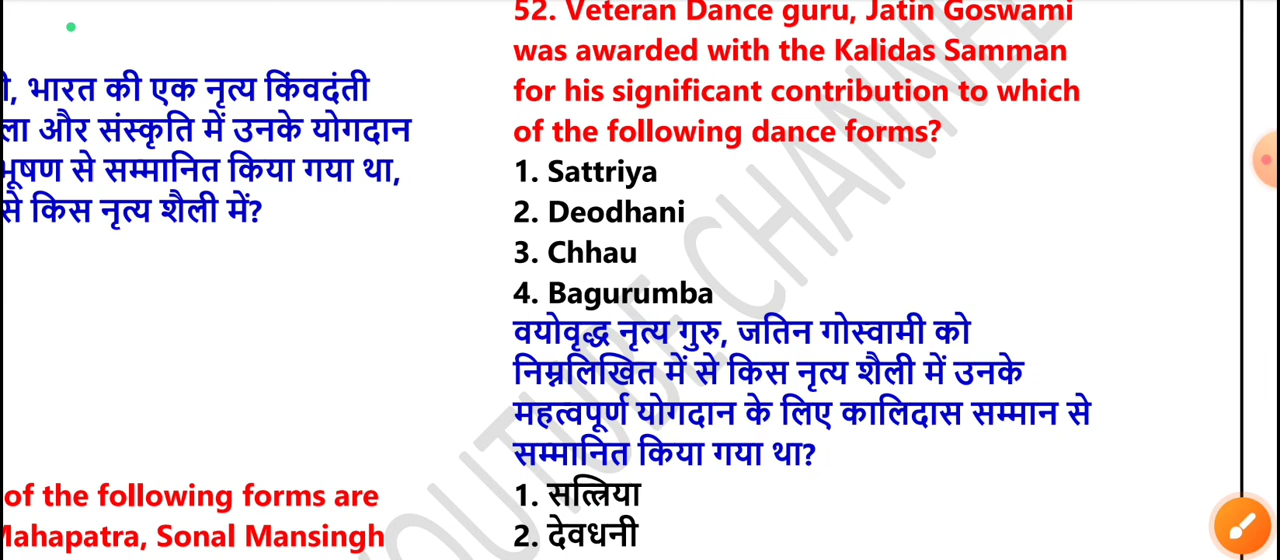 ी, भारत की एक नृत्य किंवदंती
ला और संस्कृति में उनके योगदान
भूषण से सम्मानित किया गया था,
से किस नृत्य शैली में?
of the following forms are
Mahapatra, Sonal Mansingh
52. Veteran Dance guru, Jatin Goswami
was awarded with the Kalidas Samman
for his significant contribution to which
of the following dance forms?
1. Sattriya
2. Deodhani
3. Chhau
4. Bagurumba
वयोवृद्ध नृत्य गुरु, जतिन गोस्वामी को
निम्नलिखित में से किस नृत्य शैली में उनके
महत्वपूर्ण योगदान के लिए कालिदास सम्मान से
सम्मानित किया गया था?
1. सत्त्रिया
2. देवधनी
YOUTUBE CHANNEL